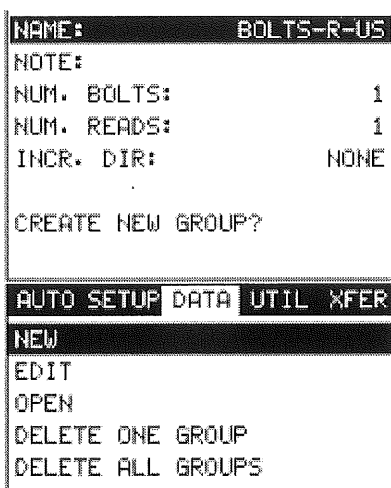 NAME: BOLTS-R-US
NOTE:
NUM. BOLTS: 1
NUM. READS: 1
INCR. DIR: NONE
CREATE NEW GROUP?
AUTO SETUP DATA UTIL XFER
NEW
EDIT
OPEN
DELETE ONE GROUP
DELETE ALL GROUPS